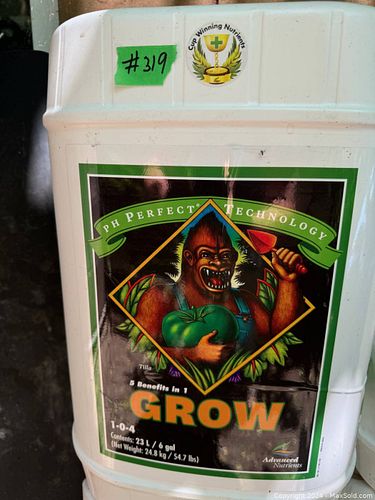 #319
Cup Winning Nutrients
PH PERFECT® TECHNOLOGY
5 Benefits in 1
GROW
1-0-4
Contents: 23 L / 6 gal
(Net Weight: 24.8 kg / 54.7 lbs)
Advanced
Nutrients
Copyright 2024 • MaxSold.com